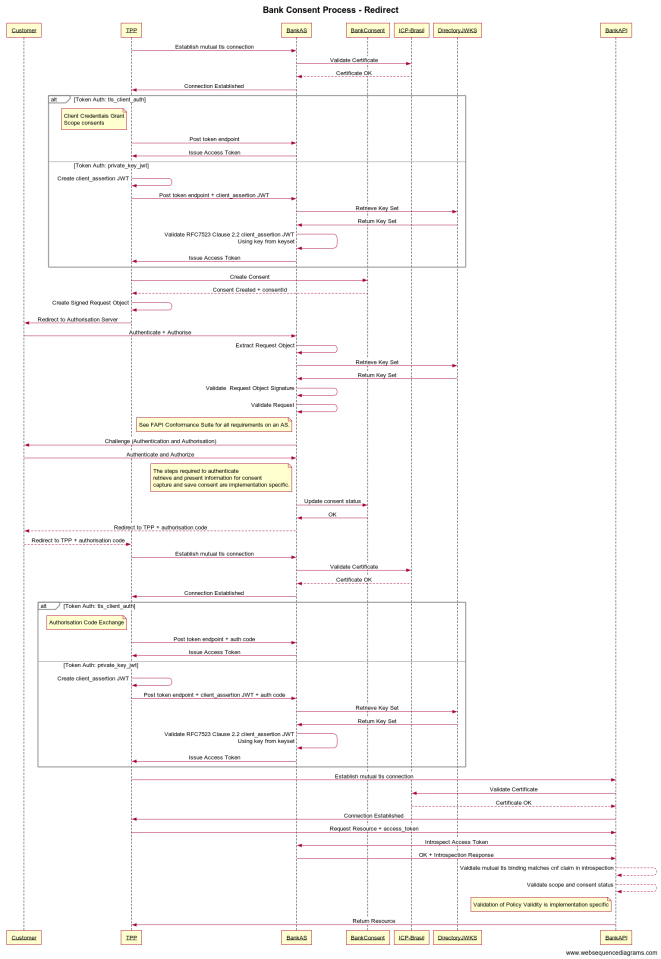 Bank Consent Process - Redirect
Customer
TPP
BankAS
BankConsent
ICP-Brasil
DirectoryJWKS
BankAPI
Establish mutual tls connection
Validate Certificate
Certificate OK
Connection Established
alt
[Token Auth: tls_client_auth]
Client Credentials Grant
Scope consents
Post token endpoint
Issue Access Token
[Token Auth: private_key_jwt]
Create client_assertion JWT
Post token endpoint + client_assertion JWT
Retrieve Key Set
Return Key Set
Validate RFC7523 Clause 2.2 client_assertion JWT
Using key from keyset
Issue Access Token
Create Consent
Consent Created + consentId
Create Signed Request Object
Redirect to Authorisation Server
Authenticate + Authorise
Extract Request Object
Retrieve Key Set
Return Key Set
Validate Request Object Signature
Validate Request
See FAPI Conformance Suite for all requirements on an AS.
Challenge (Authentication and Authorisation)
Authenticate and Authorize
The steps required to authenticate
retrieve and present information for consent
capture and save consent are implementation specific.
Update consent status
OK
Redirect to TPP + authorisation code
Redirect to TPP + authorisation code
Establish mutual tls connection
Validate Certificate
Certificate OK
Connection Established
alt
[Token Auth: tls_client_auth]
Authorisation Code Exchange
Post token endpoint + auth code
Issue Access Token
[Token Auth: private_key_jwt]
Create client_assertion JWT
Post token endpoint + client_assertion JWT + auth code
Retrieve Key Set
Return Key Set
Validate RFC7523 Clause 2.2 client_assertion JWT
Using key from keyset
Issue Access Token
Establish mutual tls connection
Validate Certificate
Certificate OK
Connection Established
Request Resource + access_token
Introspect Access Token
OK + Introspection Response
Validate mutual tls binding matches cnf claim in introspection
Validate scope and consent status
Validation of Policy Validity is implementation specific
Return Resource
Customer
TPP
BankAS
BankConsent
ICP-Brasil
DirectoryJWKS
BankAPI
www.websequencediagrams.com